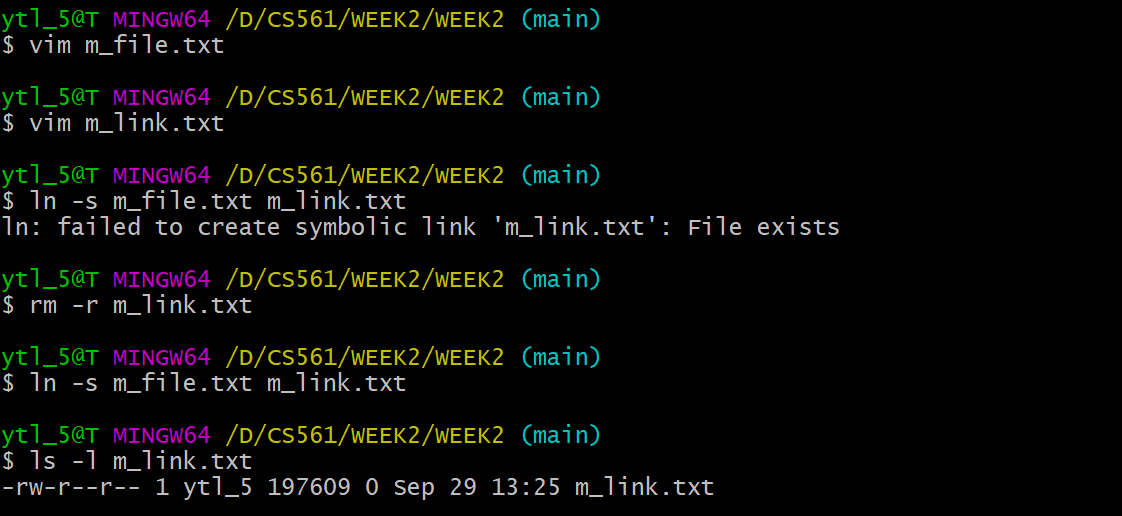 ytl_5@T MINGW64 /D/CS561/WEEK2/WEEK2 (main)
$ vim m_file.txt
ytl_5@T MINGW64 /D/CS561/WEEK2/WEEK2 (main)
$ vim m_link.txt
ytl_5@T MINGW64 /D/CS561/WEEK2/WEEK2 (main)
$ ln -s m_file.txt m_link.txt
ln: failed to create symbolic link 'm_link.txt': File exists
ytl_5@T MINGW64 /D/CS561/WEEK2/WEEK2 (main)
$ rm -r m_link.txt
ytl_5@T MINGW64 /D/CS561/WEEK2/WEEK2 (main)
$ ln -s m_file.txt m_link.txt
ytl_5@T MINGW64 /D/CS561/WEEK2/WEEK2 (main)
$ ls -l m_link.txt
-rw-r--r-- 1 ytl_5 197609 0 Sep 29 13:25 m_link.txt